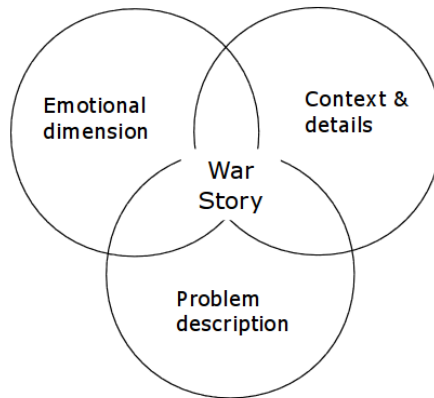 Emotional
dimension
Context &
details
War
Story
Problem
description